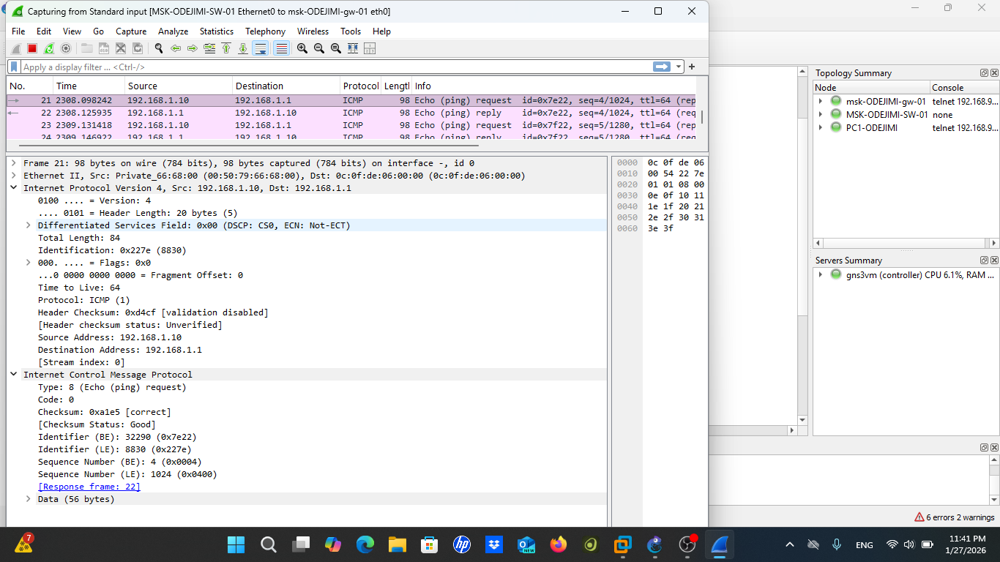 Capturing from Standard input [MSK-ODEJIMI-SW-01 Ethernet0 to msk-ODEJIMI-gw-01 eth0]
File Edit View Go Capture Analyze Statistics Telephony Wireless Tools Help
Apply a display filter ... <Ctrl-/>
No. Time Source Destination Protocol Lengtl Info
21 2308.098242 192.168.1.10 192.168.1.1 ICMP 98 Echo (ping) request id=0x7e22, seq=4/1024, ttl=64 (rep
22 2308.125935 192.168.1.1 192.168.1.10 ICMP 98 Echo (ping) reply id=0x7e22, seq=4/1024, ttl=64 (req
23 2309.131418 192.168.1.10 192.168.1.1 ICMP 98 Echo (ping) request id=0x7f22, seq=5/1280, ttl=64 (rep
24 2309.146922 192.168.1.1 192.168.1.10 ICMP 98 Echo (ping) reply id=0x7f22, seq=5/1280, ttl=64 (req
Frame 21: 98 bytes on wire (784 bits), 98 bytes captured (784 bits) on interface -, id 0
Ethernet II, Src: Private_66:68:00 (00:50:79:66:68:00), Dst: 0c:0f:de:06:00:00 (0c:0f:de:06:00:00)
Internet Protocol Version 4, Src: 192.168.1.10, Dst: 192.168.1.1
0100 .... = Version: 4
.... 0101 = Header Length: 20 bytes (5)
Differentiated Services Field: 0x00 (DSCP: CS0, ECN: Not-ECT)
Total Length: 84
Identification: 0x227e (8830)
000. .... = Flags: 0x0
...0 0000 0000 0000 = Fragment Offset: 0
Time to Live: 64
Protocol: ICMP (1)
Header Checksum: 0xd4cf [validation disabled]
[Header checksum status: Unverified]
Source Address: 192.168.1.10
Destination Address: 192.168.1.1
[Stream index: 0]
Internet Control Message Protocol
Type: 8 (Echo (ping) request)
Code: 0
Checksum: 0xa1e5 [correct]
[Checksum Status: Good]
Identifier (BE): 32290 (0x7e22)
Identifier (LE): 8830 (0x227e)
Sequence Number (BE): 4 (0x0004)
Sequence Number (LE): 1024 (0x0400)
[Response frame: 22]
Data (56 bytes)
0000 0c 0f de 06
0010 00 54 22 7e
0020 01 01 08 00
0030 0e 0f 10 11
0040 1e 1f 20 21
0050 2e 2f 30 31
0060 3e 3f
Topology Summary
Node Console
msk-ODEJIMI-gw-01 telnet 192.168.9...
MSK-ODEJIMI-SW-01 none
PC1-ODEJIMI telnet 192.168.9...
Servers Summary
gns3vm (controller) CPU 6.1%, RAM ...
6 errors 2 warnings
7
hp
NEW
ENG
11:41 PM
1/27/2026